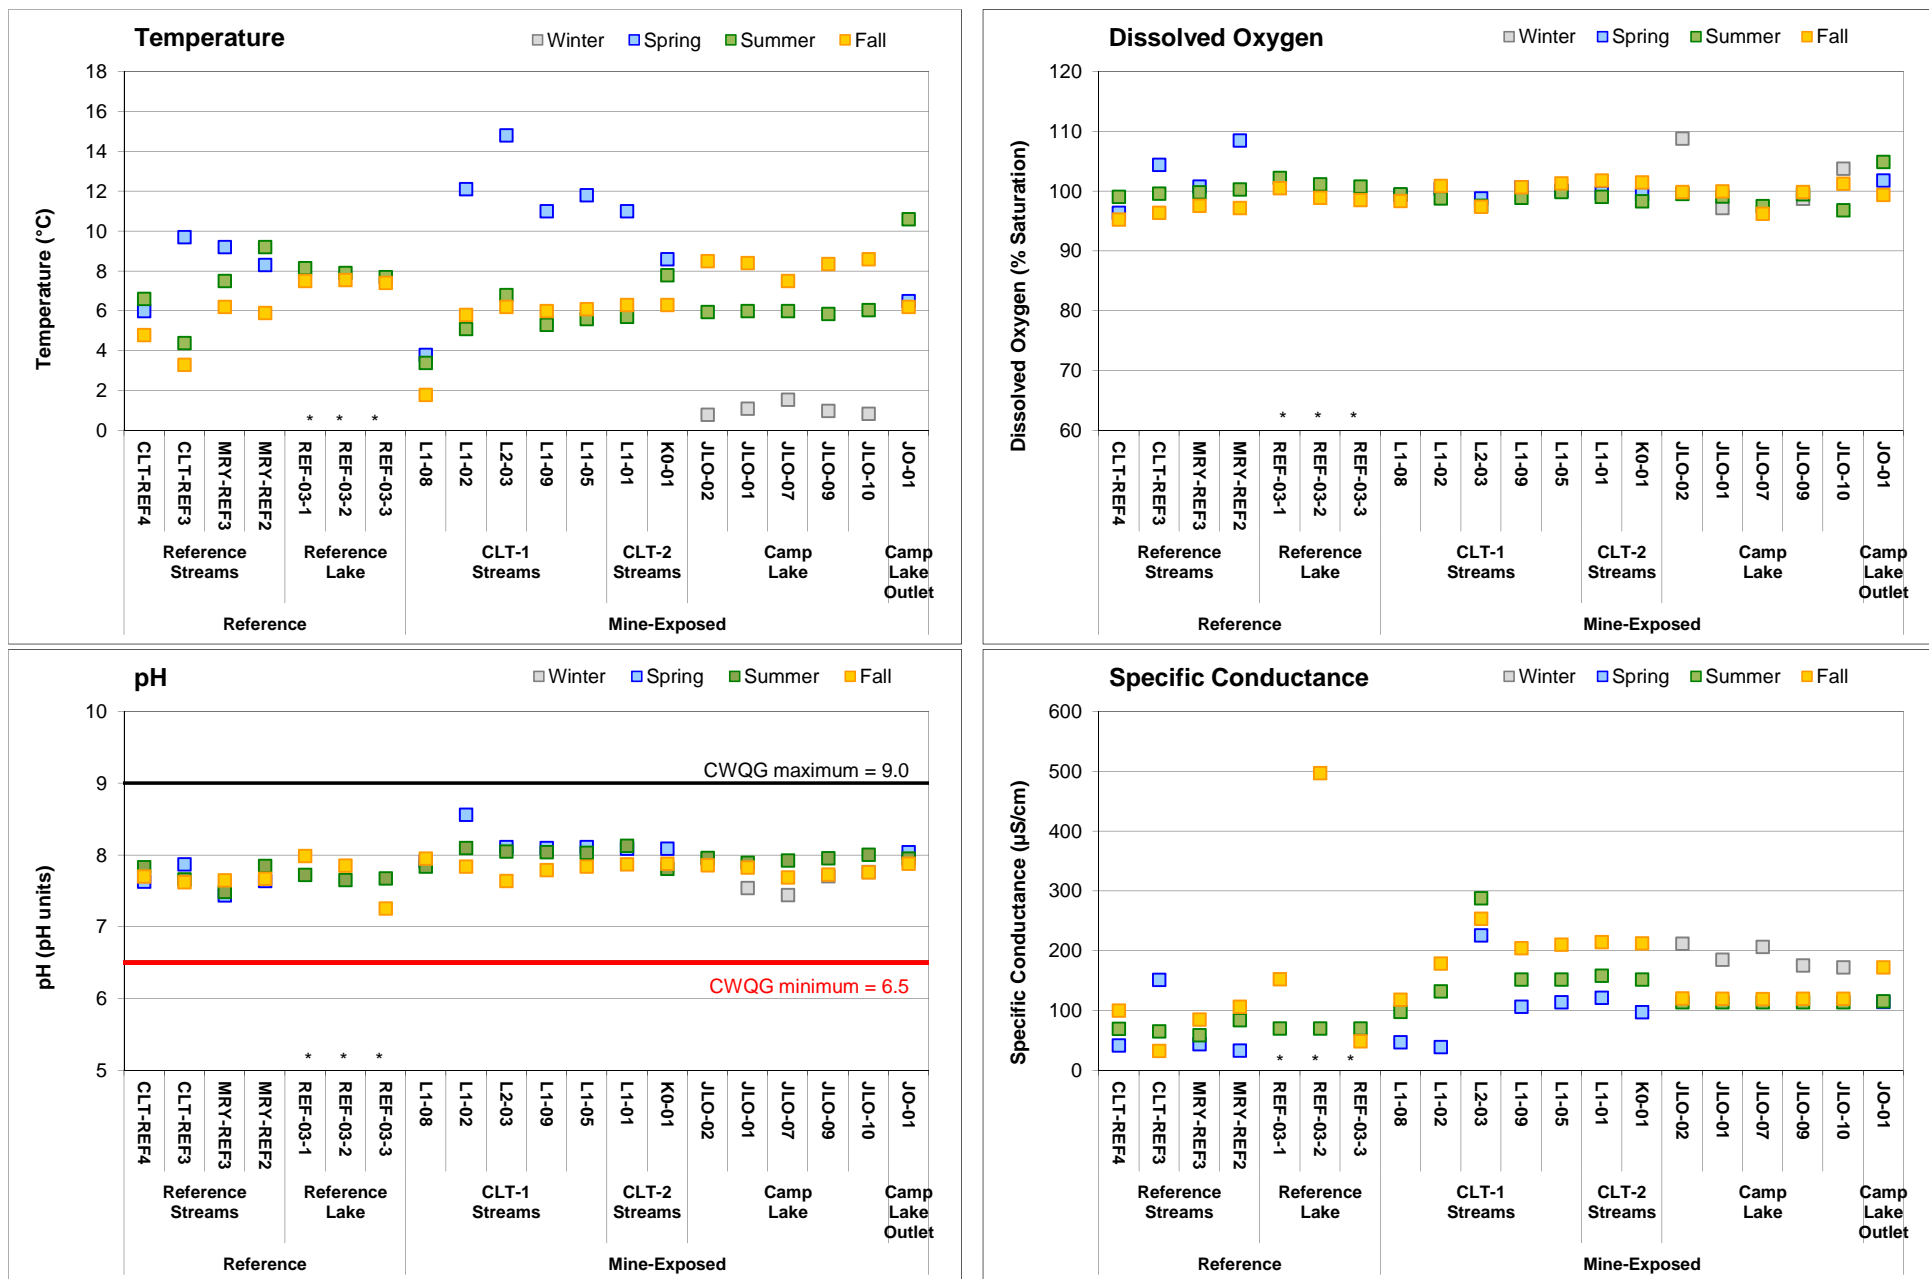 Temperature
Winter Spring Summer Fall
Temperature (°C)
18
16
14
12
10
8
6
4
2
0
* * *
CLT-REF4 CLT-REF3 MRY-REF3 MRY-REF2 REF-03-1 REF-03-2 REF-03-3 L1-08 L1-02 L2-03 L1-09 L1-05 L1-01 K0-01 JLO-02 JLO-01 JLO-07 JLO-09 JLO-10 JO-01
Reference Reference CLT-1 CLT-2 Camp Camp
Streams Lake Streams Streams Lake Lake
Outlet
Reference Mine-Exposed
Dissolved Oxygen
Winter Spring Summer Fall
Dissolved Oxygen (% Saturation)
120
110
100
90
80
70
60
* * *
CLT-REF4 CLT-REF3 MRY-REF3 MRY-REF2 REF-03-1 REF-03-2 REF-03-3 L1-08 L1-02 L2-03 L1-09 L1-05 L1-01 K0-01 JLO-02 JLO-01 JLO-07 JLO-09 JLO-10 JO-01
Reference Reference CLT-1 CLT-2 Camp Camp
Streams Lake Streams Streams Lake Lake
Outlet
Reference Mine-Exposed
pH
Winter Spring Summer Fall
pH (pH units)
10
9
8
7
6
5
CWQG maximum = 9.0
CWQG minimum = 6.5
* * *
CLT-REF4 CLT-REF3 MRY-REF3 MRY-REF2 REF-03-1 REF-03-2 REF-03-3 L1-08 L1-02 L2-03 L1-09 L1-05 L1-01 K0-01 JLO-02 JLO-01 JLO-07 JLO-09 JLO-10 JO-01
Reference Reference CLT-1 CLT-2 Camp Camp
Streams Lake Streams Streams Lake Lake
Outlet
Reference Mine-Exposed
Specific Conductance
Winter Spring Summer Fall
Specific Conductance (µS/cm)
600
500
400
300
200
100
0
* * *
CLT-REF4 CLT-REF3 MRY-REF3 MRY-REF2 REF-03-1 REF-03-2 REF-03-3 L1-08 L1-02 L2-03 L1-09 L1-05 L1-01 K0-01 JLO-02 JLO-01 JLO-07 JLO-09 JLO-10 JO-01
Reference Reference CLT-1 CLT-2 Camp Camp
Streams Lake Streams Streams Lake Lake
Outlet
Reference Mine-Exposed